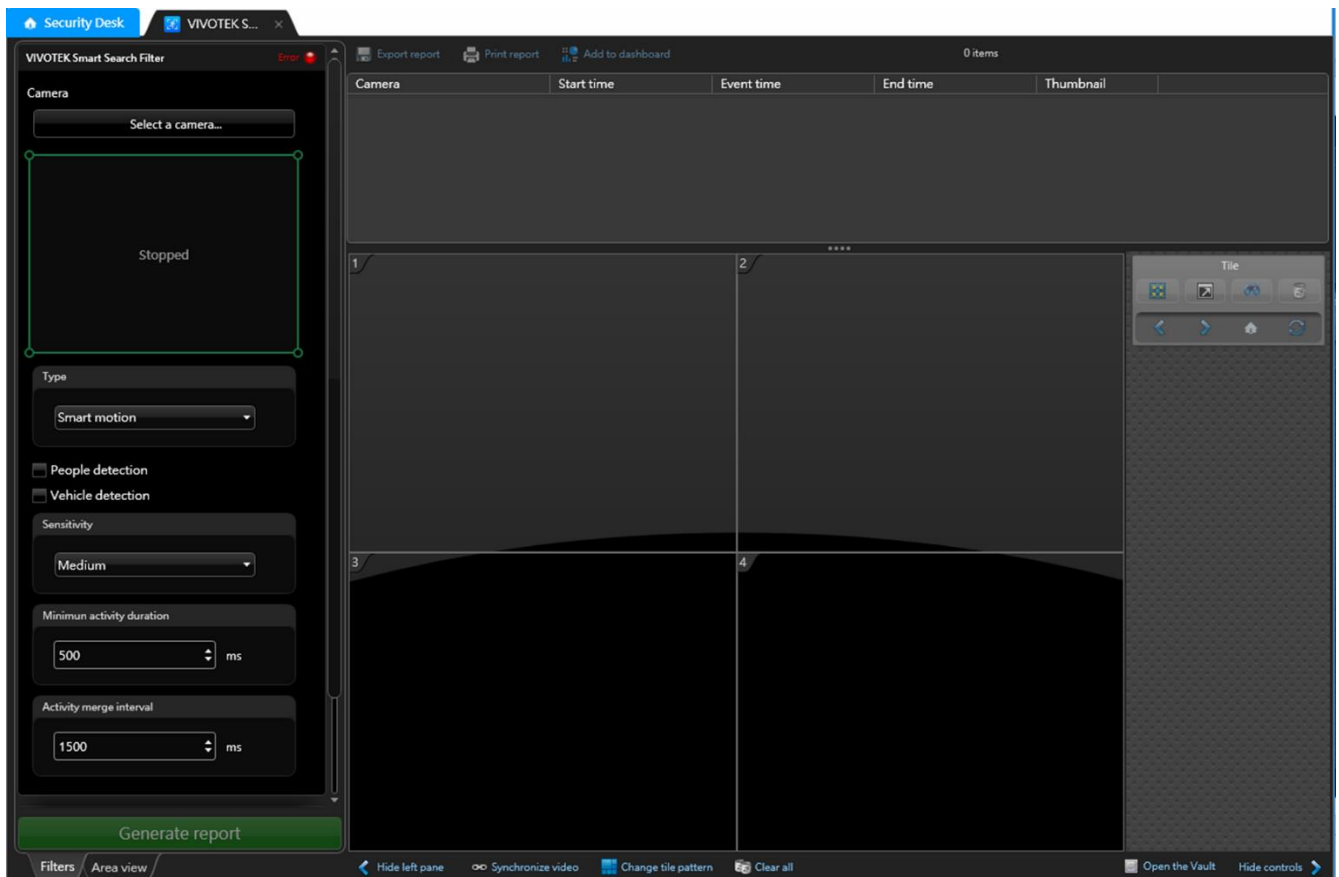 Security Desk
VIVOTEK S...
VIVOTEK Smart Search Filter
Error
Export report
Print report
Add to dashboard
0 items
Camera
Select a camera...
Camera
Start time
Event time
End time
Thumbnail
Stopped
1
2
Tile
Type
Smart motion
People detection
Vehicle detection
Sensitivity
Medium
3
4
Minimun activity duration
500
ms
Activity merge interval
1500
ms
Generate report
Filters
Area view
Hide left pane
Synchronize video
Change tile pattern
Clear all
Open the Vault
Hide controls